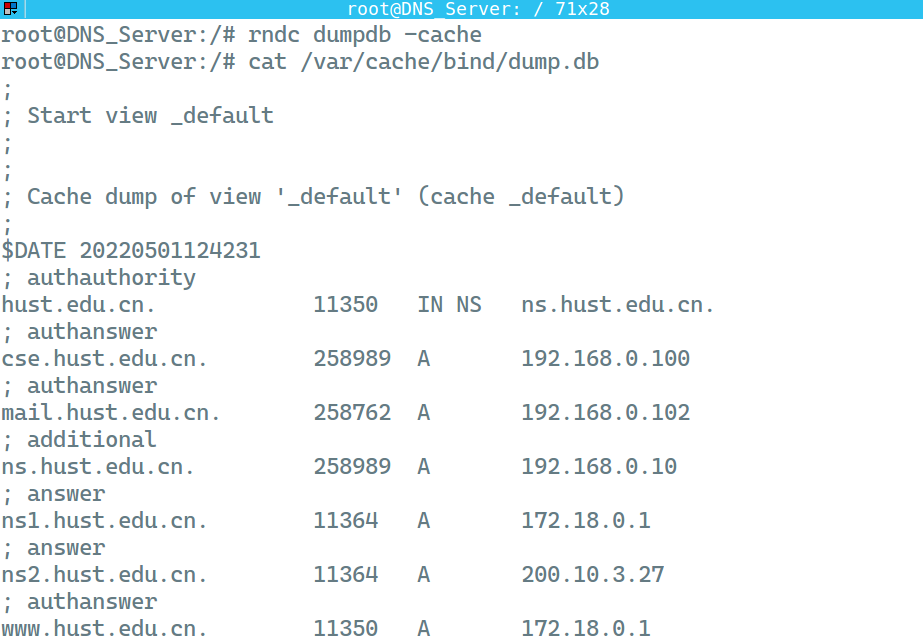 root@DNS_Server: / 71x28
root@DNS_Server:/# rndc dumpdb -cache
root@DNS_Server:/# cat /var/cache/bind/dump.db
;
; Start view _default
;
;
; Cache dump of view '_default' (cache _default)
;
$DATE 20220501124231
; authauthority
hust.edu.cn. 11350 IN NS ns.hust.edu.cn.
; authanswer
cse.hust.edu.cn. 258989 A 192.168.0.100
; authanswer
mail.hust.edu.cn. 258762 A 192.168.0.102
; additional
ns.hust.edu.cn. 258989 A 192.168.0.10
; answer
ns1.hust.edu.cn. 11364 A 172.18.0.1
; answer
ns2.hust.edu.cn. 11364 A 200.10.3.27
; authanswer
www.hust.edu.cn. 11350 A 172.18.0.1